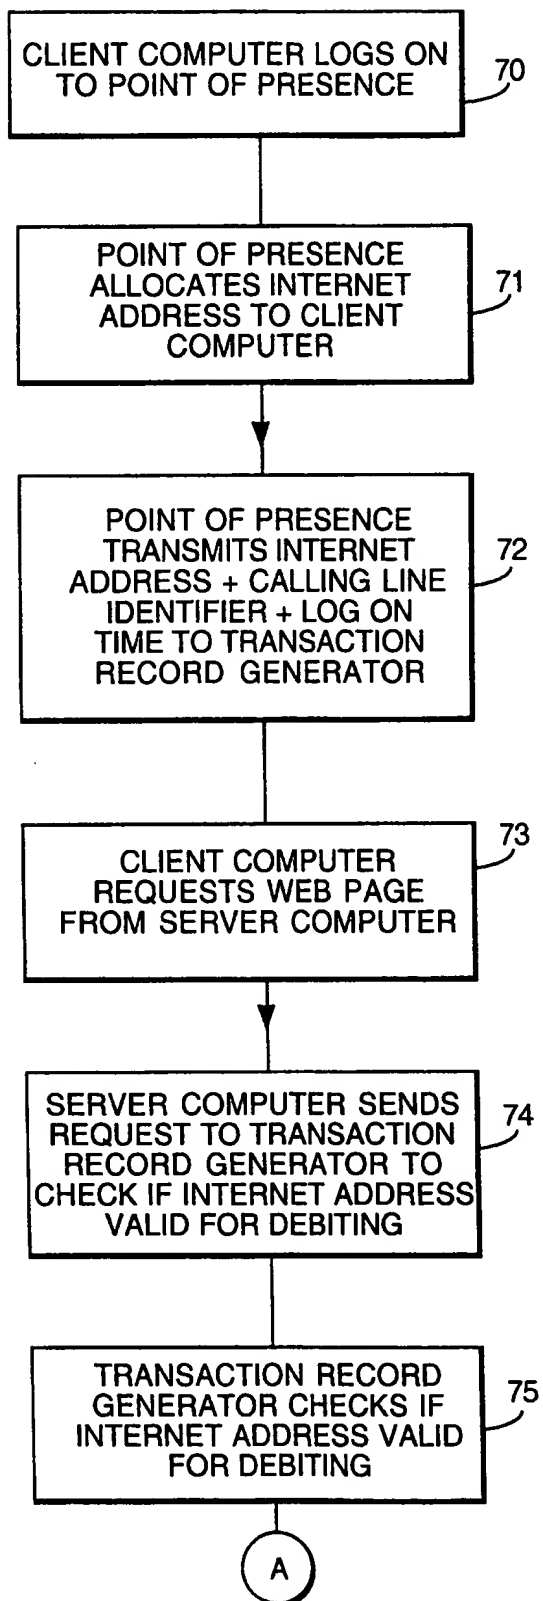 CLIENT COMPUTER LOGS ON
TO POINT OF PRESENCE
70
POINT OF PRESENCE
ALLOCATES INTERNET
ADDRESS TO CLIENT
COMPUTER
71
POINT OF PRESENCE
TRANSMITS INTERNET
ADDRESS + CALLING LINE
IDENTIFIER + LOG ON
TIME TO TRANSACTION
RECORD GENERATOR
72
CLIENT COMPUTER
REQUESTS WEB PAGE
FROM SERVER COMPUTER
73
SERVER COMPUTER SENDS
REQUEST TO TRANSACTION
RECORD GENERATOR TO
CHECK IF INTERNET ADDRESS
VALID FOR DEBITING
74
TRANSACTION RECORD
GENERATOR CHECKS IF
INTERNET ADDRESS VALID
FOR DEBITING
75
A